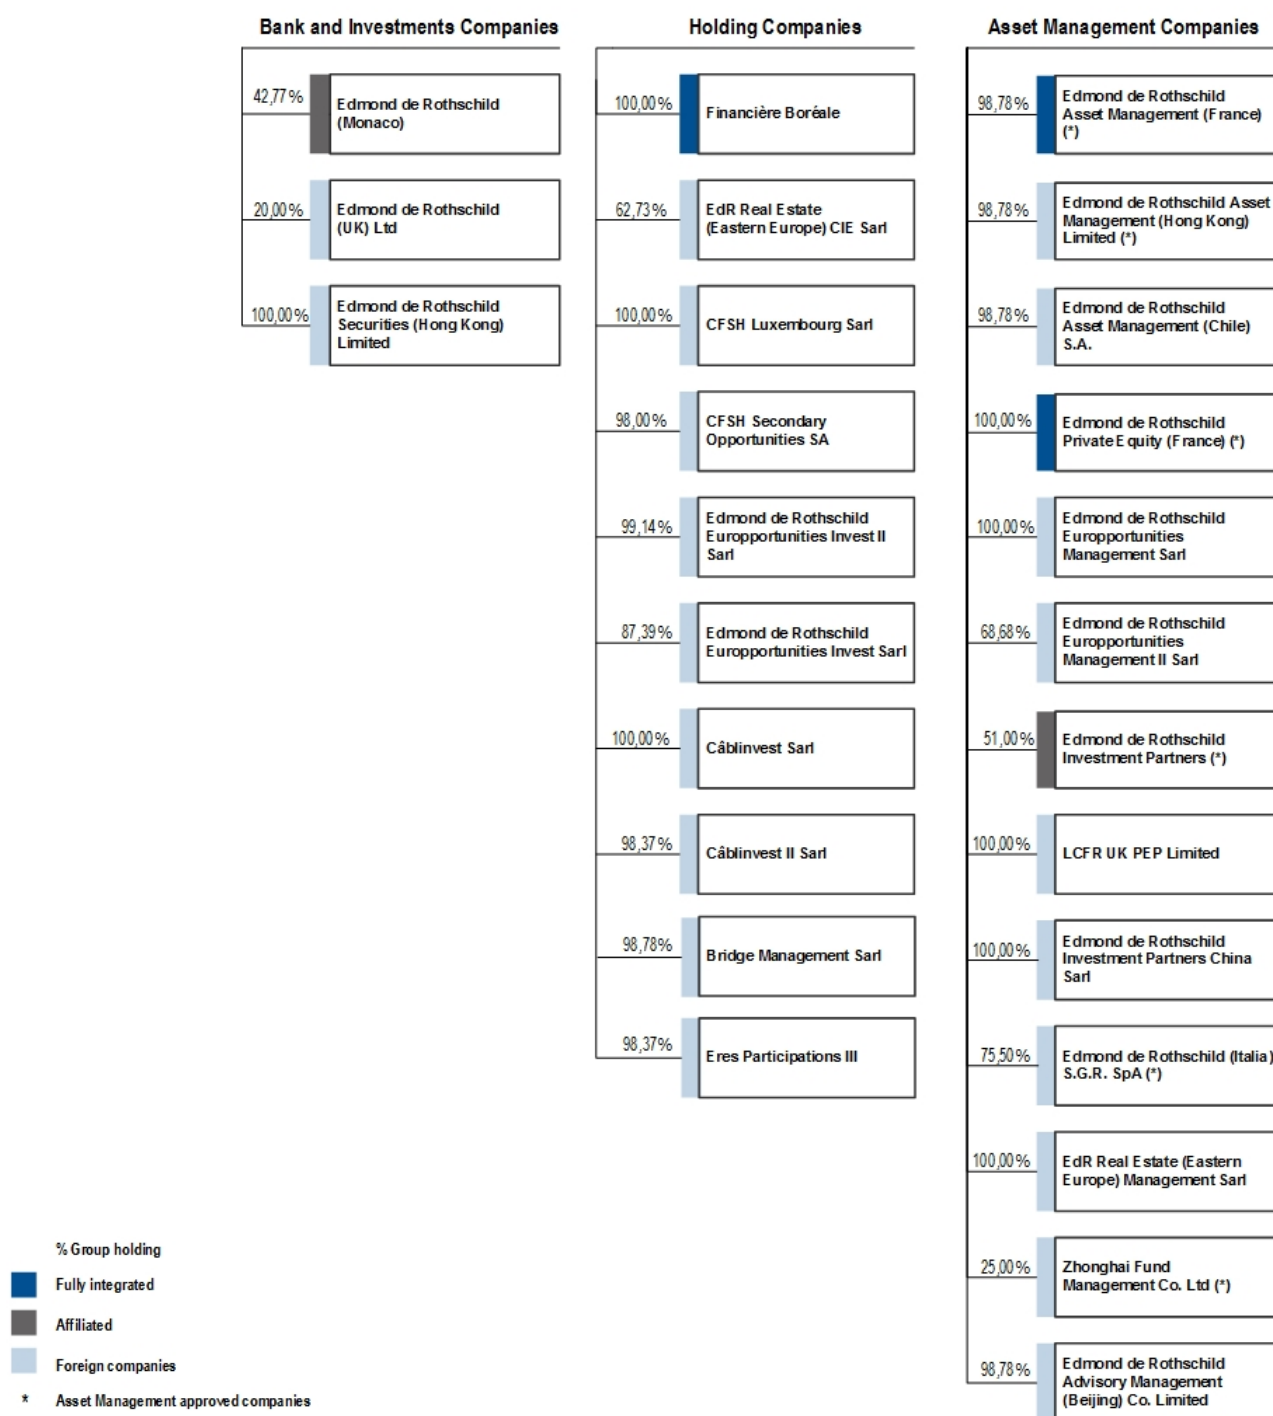 Bank and Investments Companies
42,77%
Edmond de Rothschild
(Monaco)
20,00%
Edmond de Rothschild
(UK) Ltd
100,00%
Edmond de Rothschild
Securities (Hong Kong)
Limited
Holding Companies
100,00%
Financière Boréale
62,73%
EdR Real Estate
(Eastern Europe) CIE Sarl
100,00%
CFSH Luxembourg Sarl
98,00%
CFSH Secondary
Opportunities SA
99,14%
Edmond de Rothschild
Europportunities Invest II
Sarl
87,39%
Edmond de Rothschild
Europportunities Invest Sarl
100,00%
Câblinvest Sarl
98,37%
Câblinvest II Sarl
98,78%
Bridge Management Sarl
98,37%
Eres Participations III
Asset Management Companies
98,78%
Edmond de Rothschild
Asset Management (France)
(*)
98,78%
Edmond de Rothschild Asset
Management (Hong Kong)
Limited (*)
98,78%
Edmond de Rothschild
Asset Management (Chile)
S.A.
100,00%
Edmond de Rothschild
Private Equity (France) (*)
100,00%
Edmond de Rothschild
Europportunities
Management Sarl
68,68%
Edmond de Rothschild
Europportunities
Management II Sarl
51,00%
Edmond de Rothschild
Investment Partners (*)
100,00%
LCFR UK PEP Limited
100,00%
Edmond de Rothschild
Investment Partners China
Sarl
75,50%
Edmond de Rothschild (Italia)
S.G.R. SpA (*)
100,00%
EdR Real Estate (Eastern
Europe) Management Sarl
25,00%
Zhonghai Fund
Management Co. Ltd (*)
98,78%
Edmond de Rothschild
Advisory Management
(Beijing) Co. Limited
% Group holding
Fully integrated
Affiliated
Foreign companies
* Asset Management approved companies